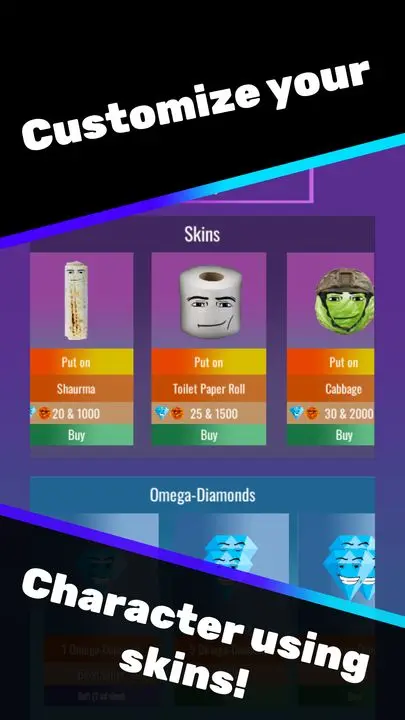 Customize your
Skins
Put on
Put on
Put on
Shaurma
Toilet Paper Roll
Cabbage
20 & 1000
25 & 1500
30 & 2000
Buy
Buy
Buy
Omega-Diamonds
Character using
skins!